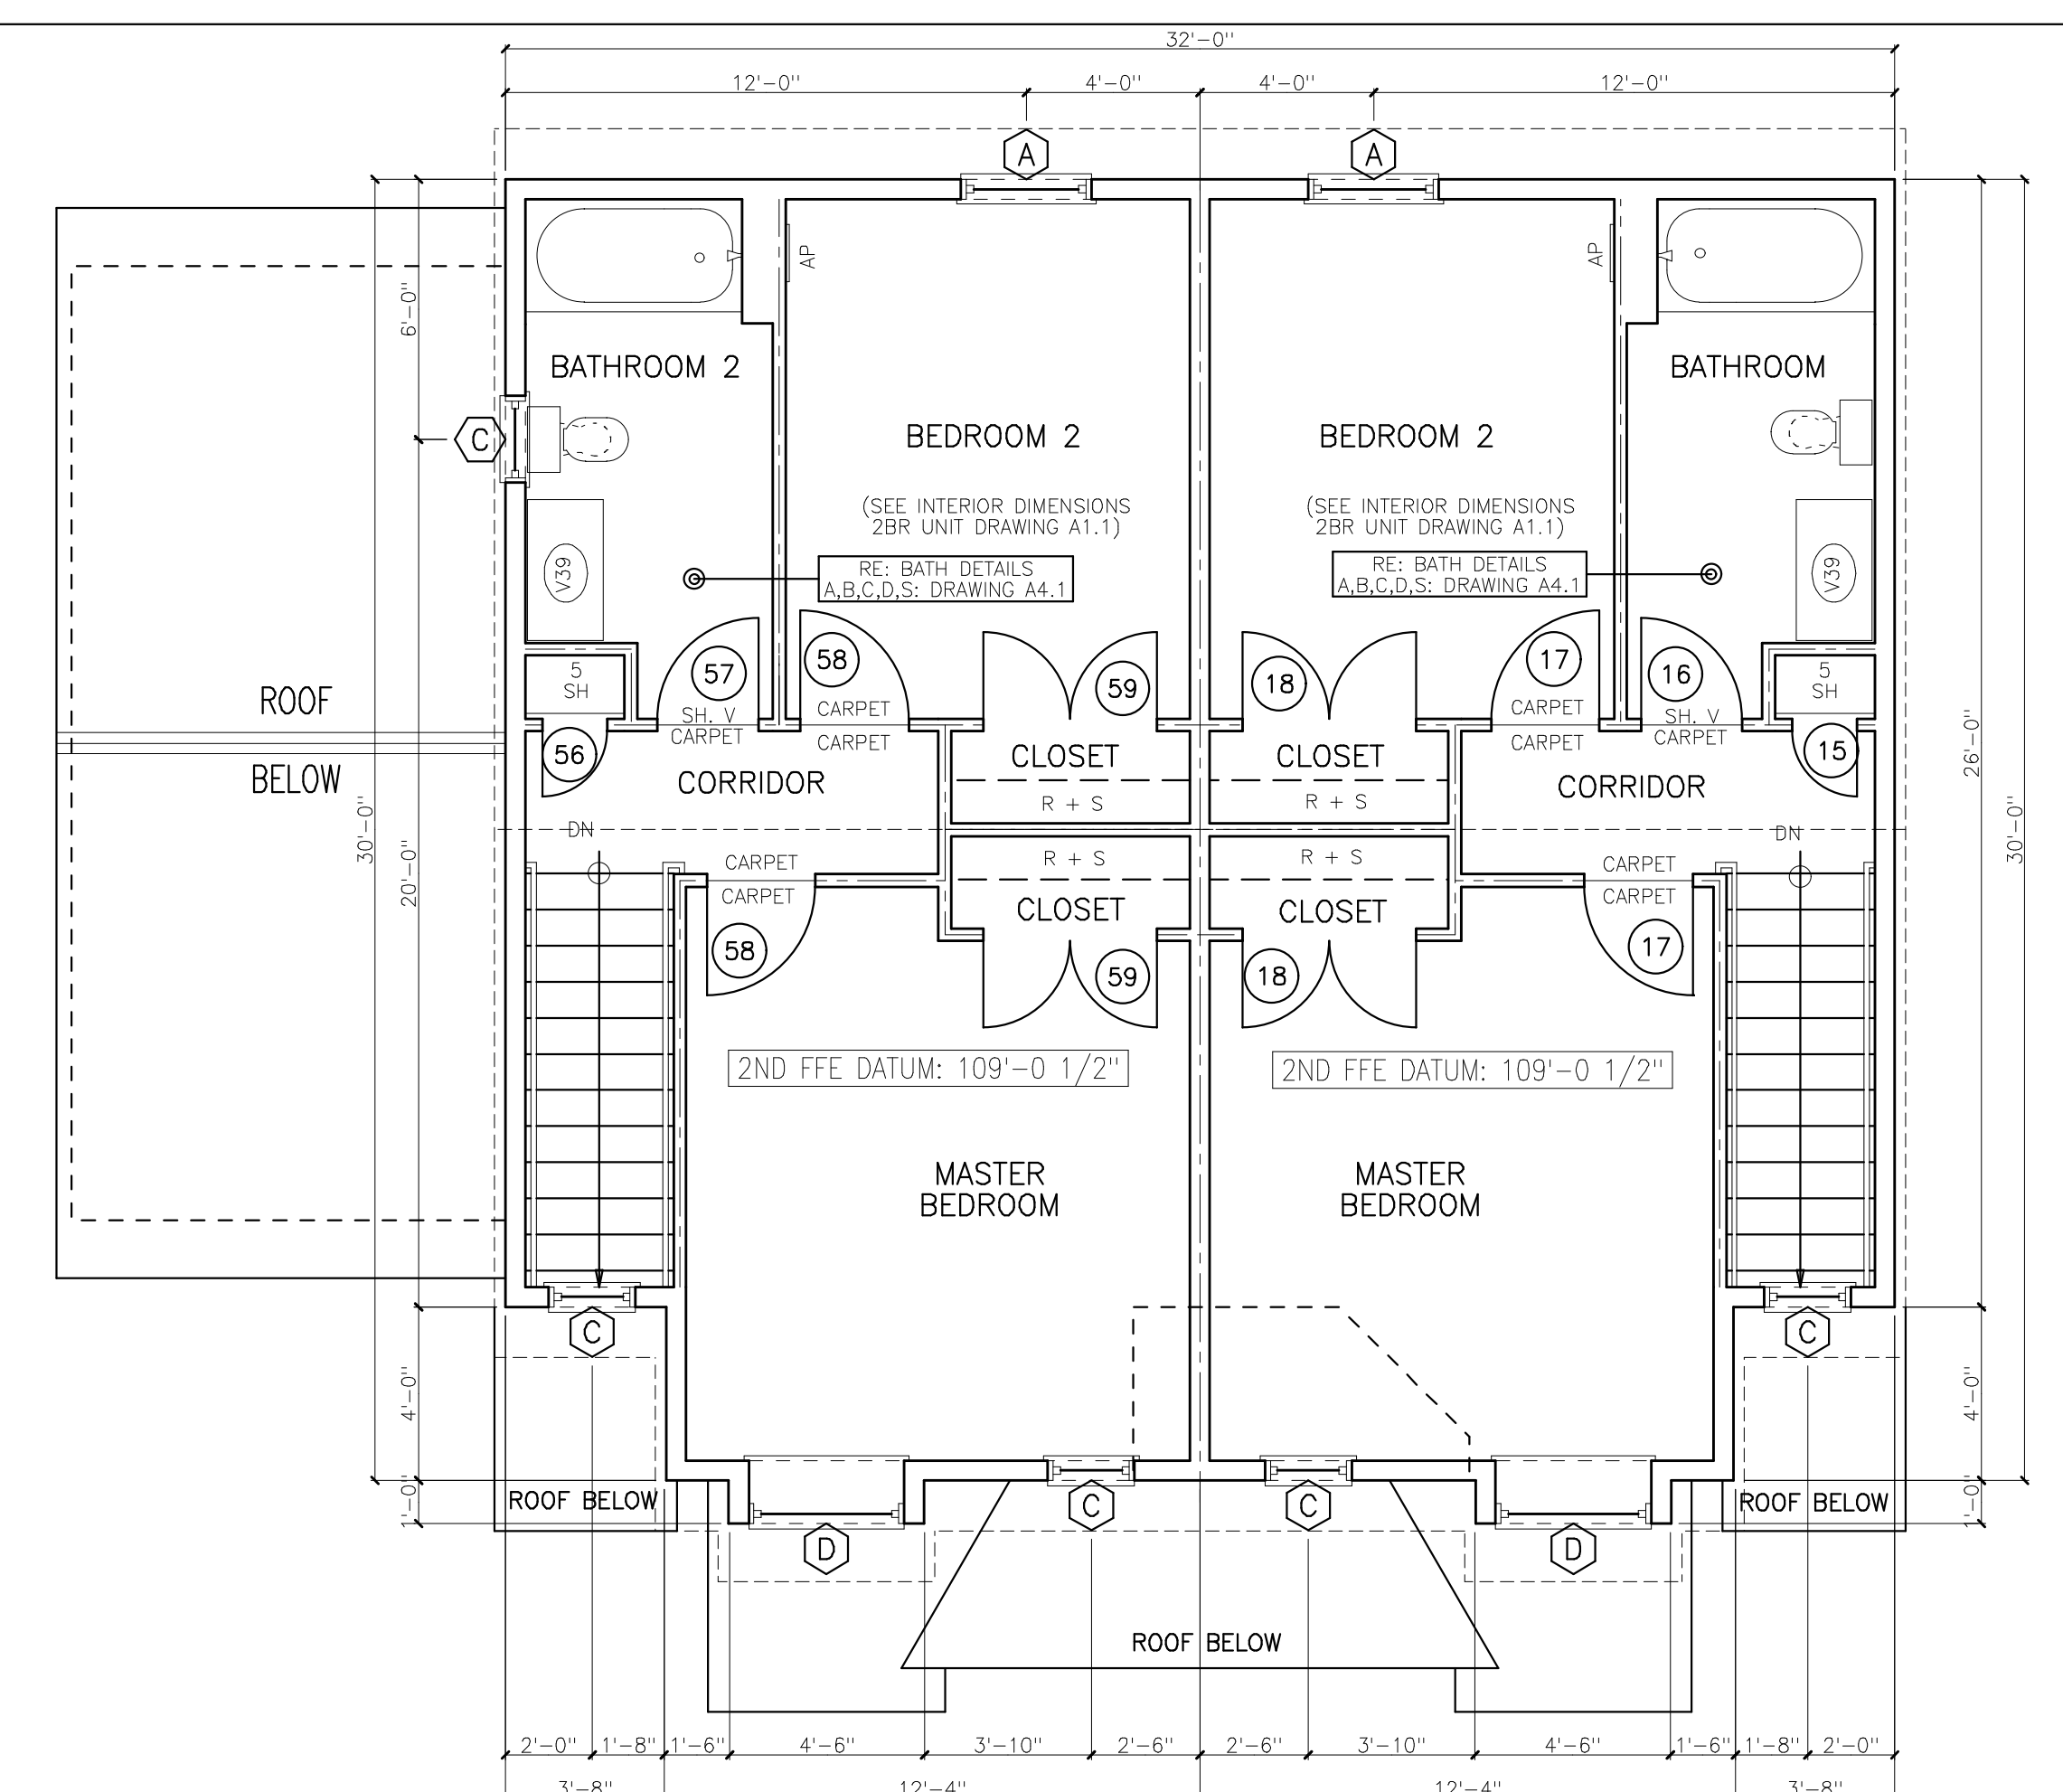 32'-0"
12'-0" 4'-0" 4'-0" 12'-0"
A A
AP AP
6'-0"
BATHROOM 2 BATHROOM
C
BEDROOM 2 BEDROOM 2
(SEE INTERIOR DIMENSIONS
2BR UNIT DRAWING A1.1)
(SEE INTERIOR DIMENSIONS
2BR UNIT DRAWING A1.1)
V39
RE: BATH DETAILS
A,B,C,D,S: DRAWING A4.1
RE: BATH DETAILS
A,B,C,D,S: DRAWING A4.1
V39
5
SH
57 58 59 18 17 16
5
SH
ROOF
BELOW
SH. V
CARPET
CARPET
CARPET
CARPET
CARPET
SH. V
CARPET
56 15
CLOSET CLOSET
CORRIDOR CORRIDOR
R + S R + S
26'-0"
30'-0"
20'-0"
30'-0"
DN DN
CARPET
CARPET
R + S R + S
CARPET
CARPET
CLOSET CLOSET
58 59 18 17
2ND FFE DATUM: 109'-0 1/2" 2ND FFE DATUM: 109'-0 1/2"
MASTER
BEDROOM
MASTER
BEDROOM
C C
4'-0" 4'-0"
1'-0" 1'-0"
ROOF BELOW C C ROOF BELOW
D D
ROOF BELOW
2'-0" 1'-8" 1'-6" 4'-6" 3'-10" 2'-6" 2'-6" 3'-10" 4'-6" 1'-6" 1'-8" 2'-0"
3'-8" 12'-4" 12'-4" 3'-8"